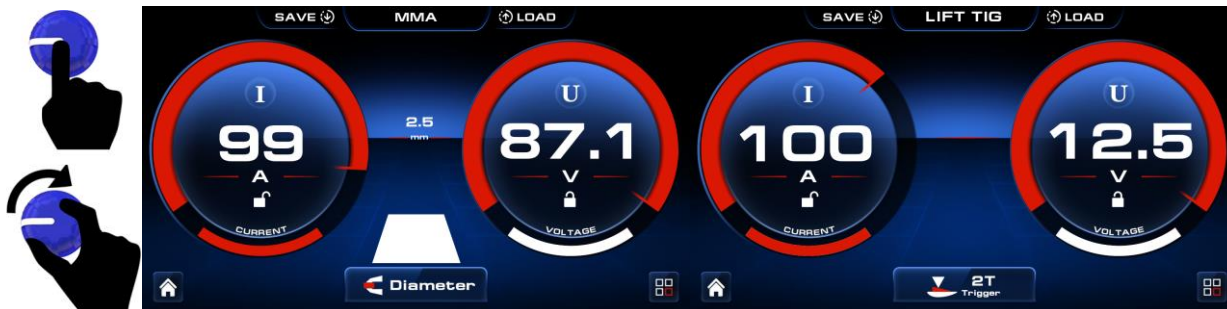 SAVE MMA LOAD
I
99
A
CURRENT
2.5
mm
U
87.1
V
VOLTAGE
Diameter
SAVE LIFT TIG LOAD
I
100
A
CURRENT
U
12.5
V
VOLTAGE
2T
Trigger